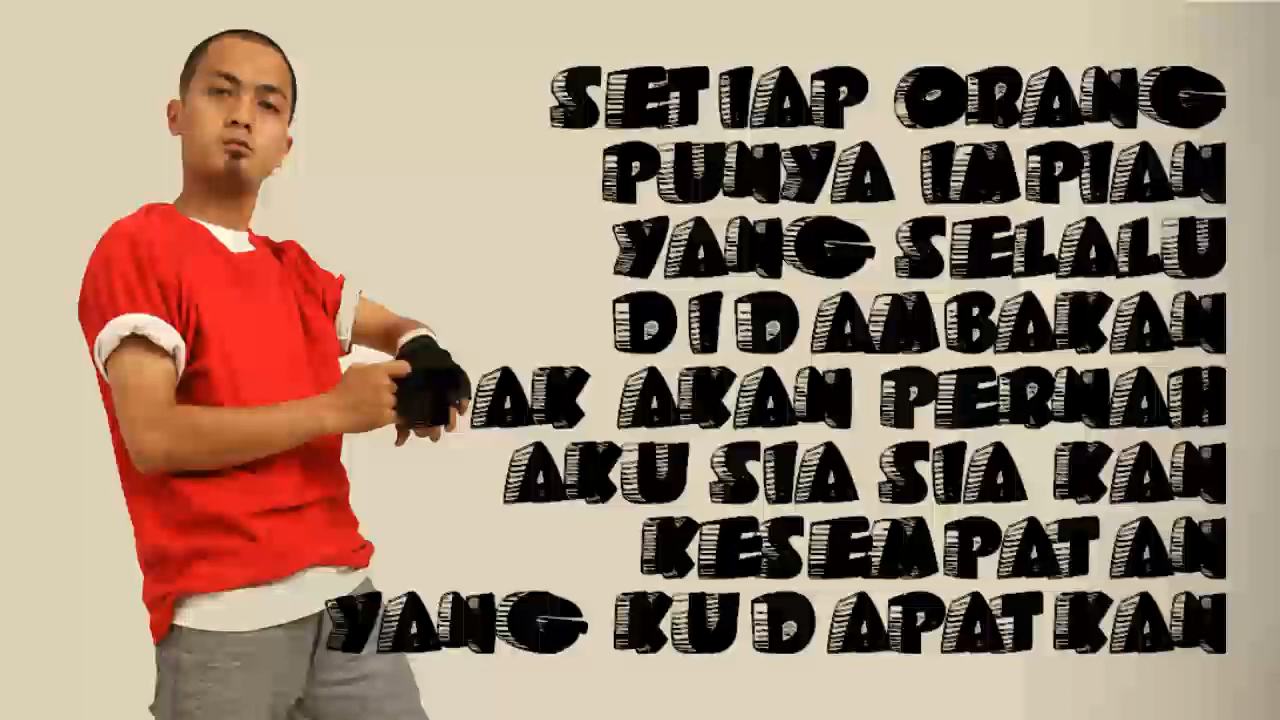 SETIAP ORANG
PUNYA IMPIAN
YANG SELALU
DIDAMBAKAN
AK AKAN PERNAH
AKU SIA SIA KAN
KESEMPATAN
YANG KUDAPATKAN